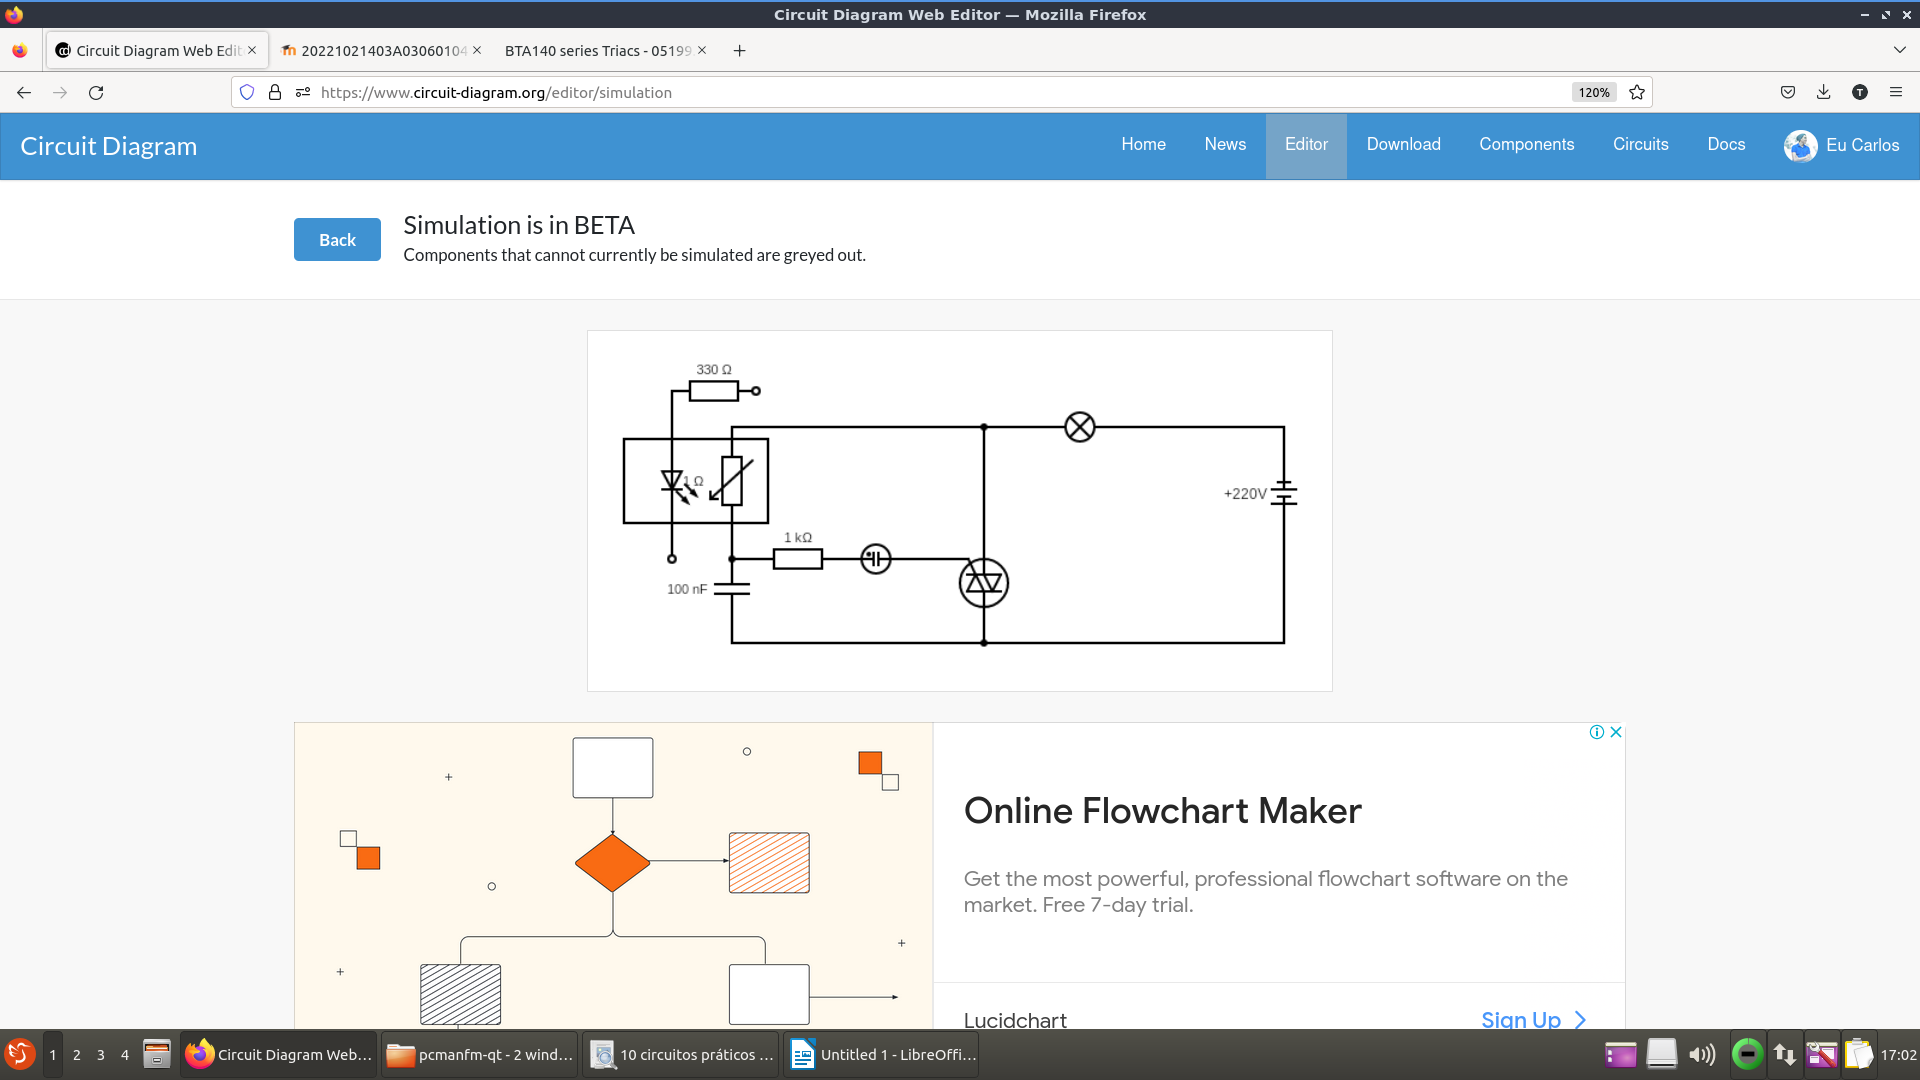 Circuit Diagram Web Editor — Mozilla Firefox
Circuit Diagram Web Edit
20221021403A03060104
BTA140 series Triacs - 05199
https://www.circuit-diagram.org/editor/simulation
120%
T
Circuit Diagram
Home
News
Editor
Download
Components
Circuits
Docs
Eu Carlos
Back
Simulation is in BETA
Components that cannot currently be simulated are greyed out.
330 Ω
1 Ω
+220V
1 kΩ
100 nF
Online Flowchart Maker
Get the most powerful, professional flowchart software on the
market. Free 7-day trial.
Lucidchart
Sign Up
1 2 3 4
Circuit Diagram Web...
pcmanfm-qt - 2 wind...
10 circuitos práticos ...
Untitled 1 - LibreOffi...
17:02